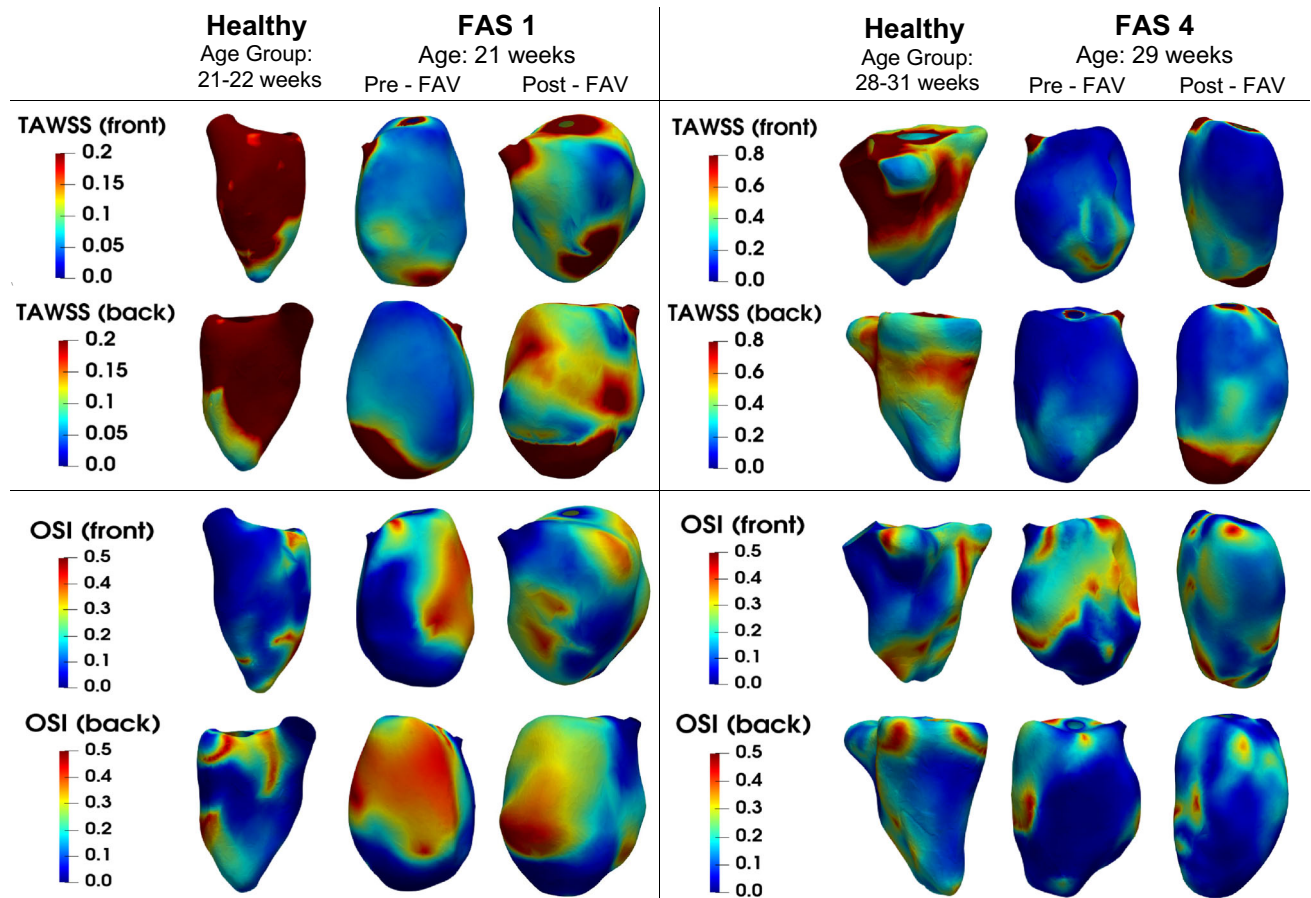 Healthy
Age Group:
21-22 weeks
FAS 1
Age: 21 weeks
Pre - FAV
Post - FAV
Healthy
Age Group:
28-31 weeks
FAS 4
Age: 29 weeks
Pre - FAV
Post - FAV
TAWSS (front)
0.2
0.15
0.1
0.05
0.0
TAWSS (front)
0.8
0.6
0.4
0.2
0.0
TAWSS (back)
0.2
0.15
0.1
0.05
0.0
TAWSS (back)
0.8
0.6
0.4
0.2
0.0
OSI (front)
0.5
0.4
0.3
0.2
0.1
0.0
OSI (front)
0.5
0.4
0.3
0.2
0.1
0.0
OSI (back)
0.5
0.4
0.3
0.2
0.1
0.0
OSI (back)
0.5
0.4
0.3
0.2
0.1
0.0